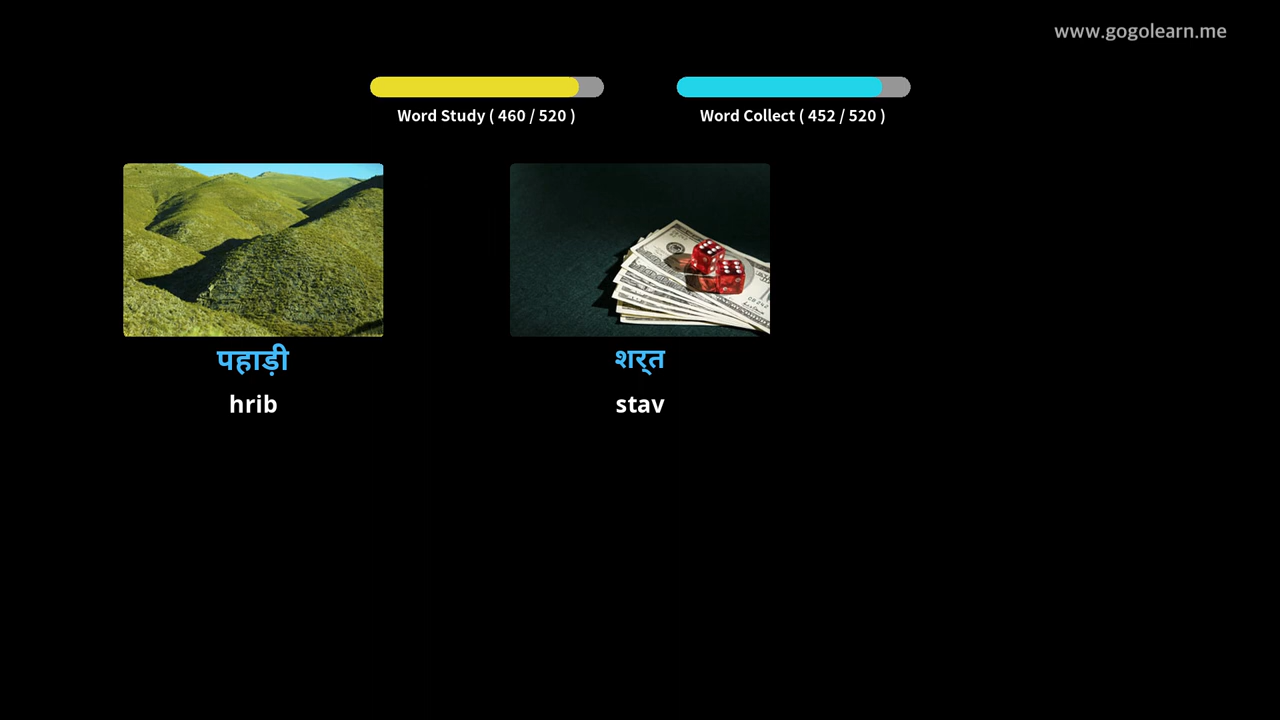 www.gogolearn.me
Word Study ( 460 / 520 )
Word Collect ( 452 / 520 )
पहाड़ी
शर्त
hrib
stav